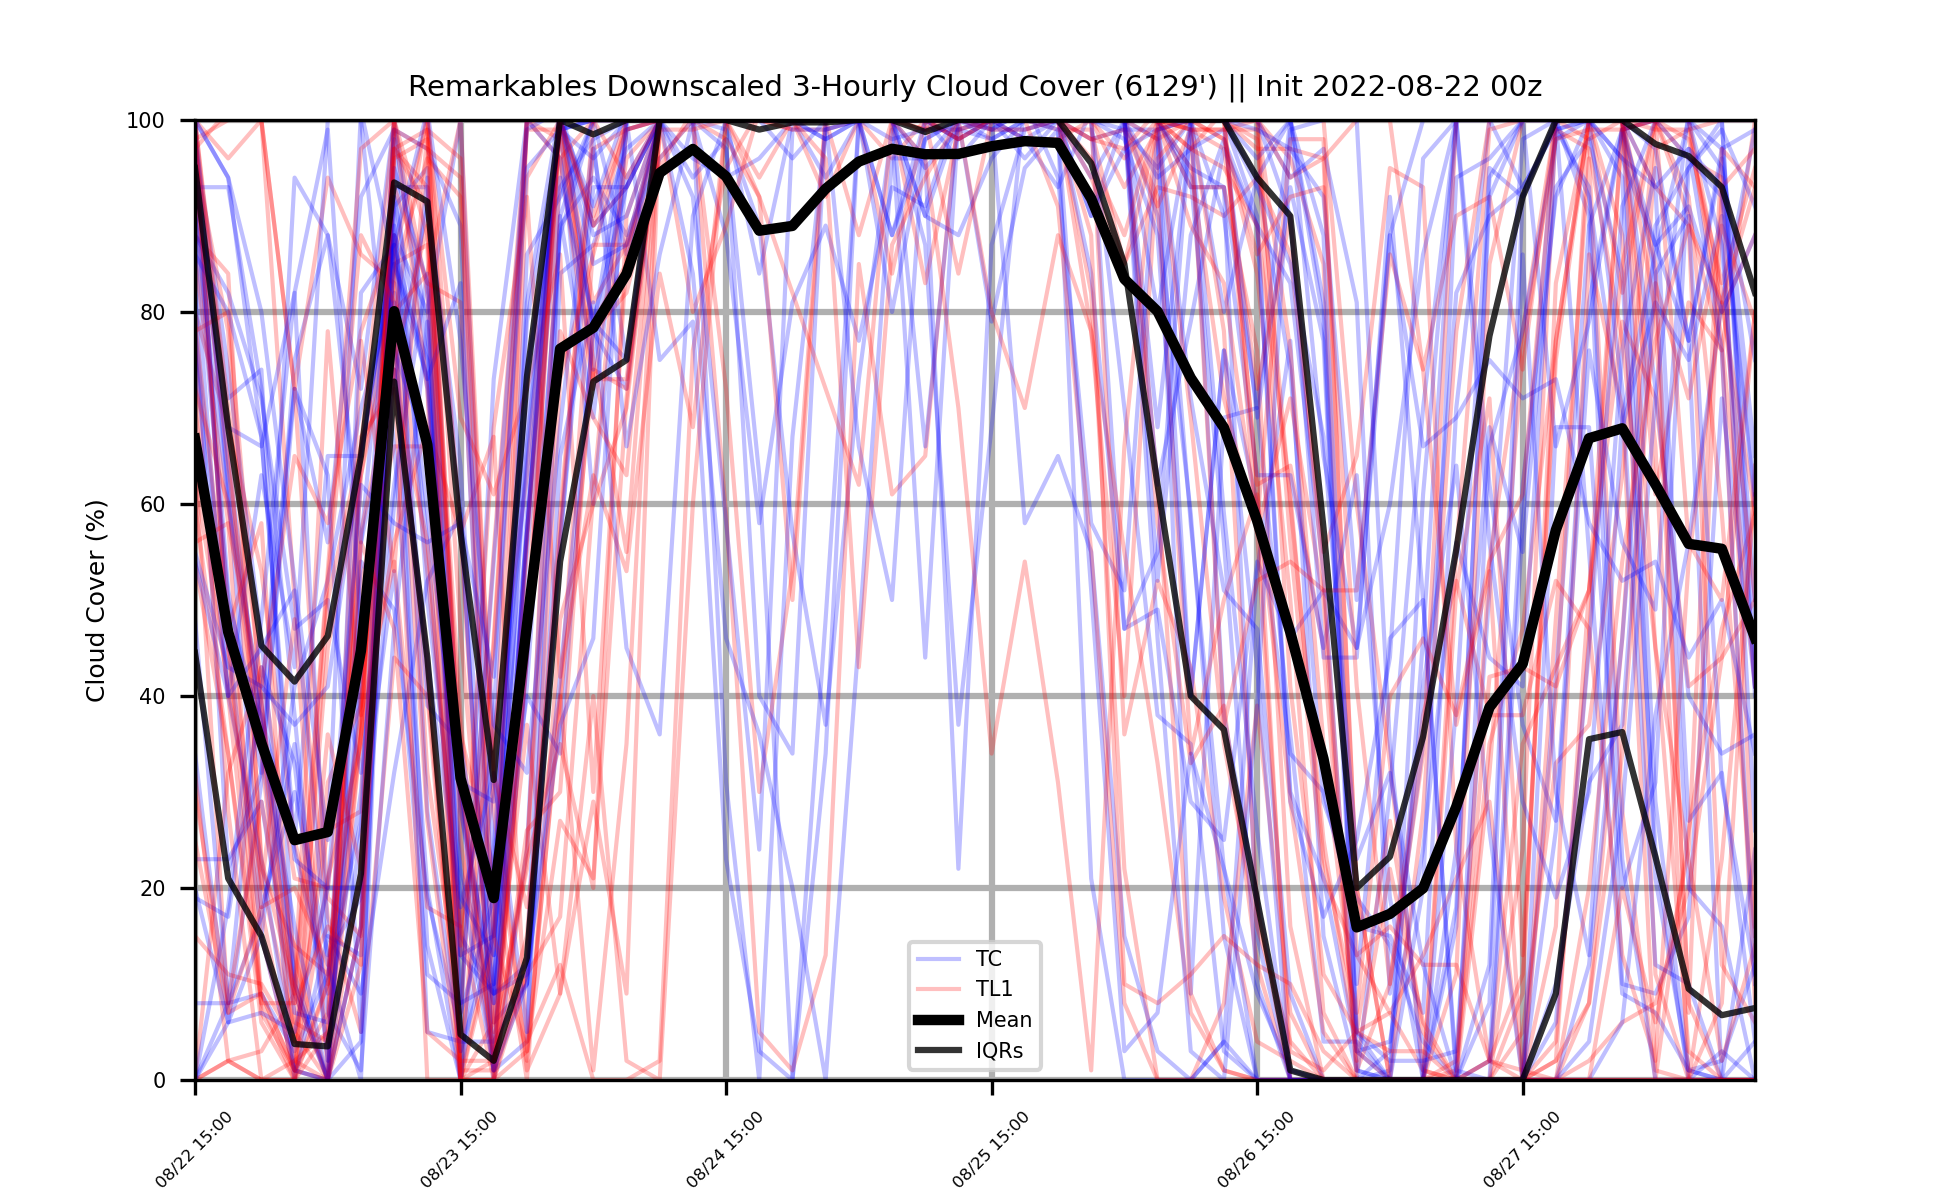 Remarkables Downscaled 3-Hourly Cloud Cover (6129') || Init 2022-08-22 00z
100
80
60
40
20
0
Cloud Cover (%)
TC
TL1
Mean
IQRs
08/22 15:00
08/23 15:00
08/24 15:00
08/25 15:00
08/26 15:00
08/27 15:00